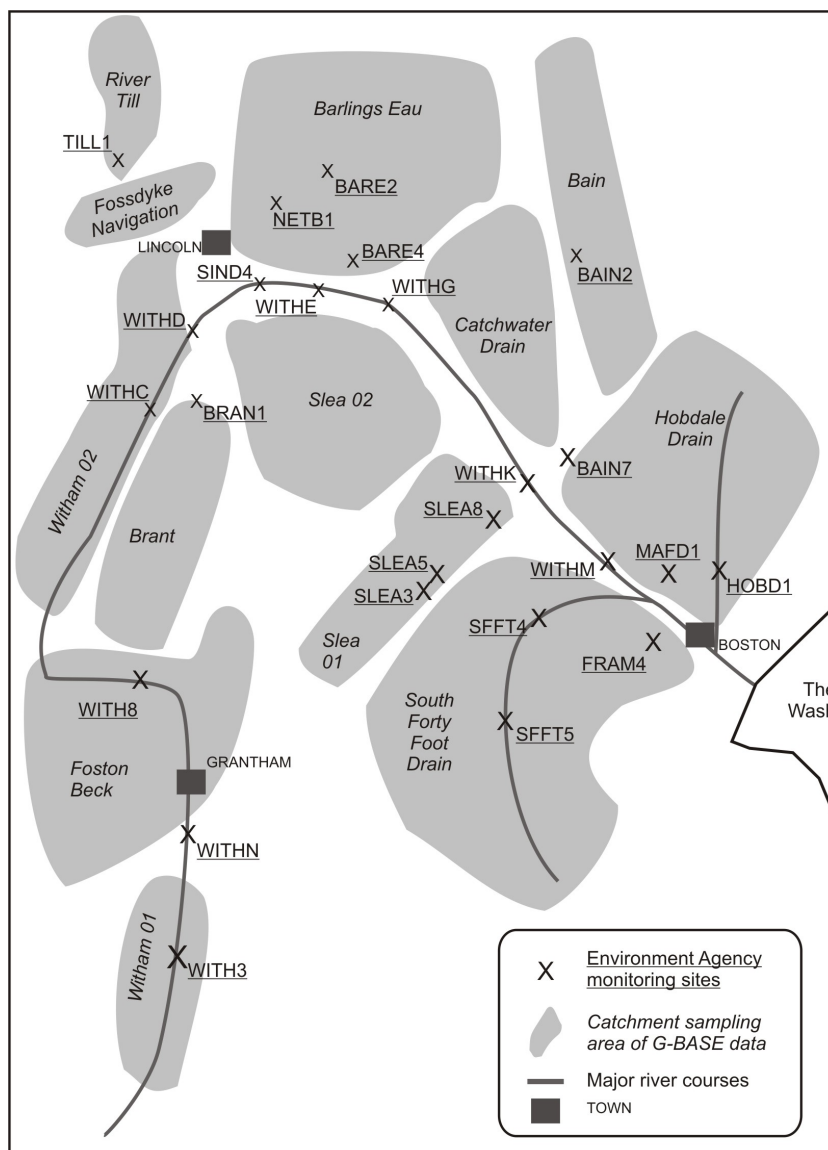 River
Till
TILL1
Fossdyke
Navigation
LINCOLN
Barlings Eau
BARE2
NETB1
BARE4
Bain
BAIN2
SIND4
WITHE
WITHG
WITHD
Catchwater
Drain
WITHC
BRAN1
Slea 02
Hobdale
Drain
Witham 02
WITHK
BAIN7
SLEA8
Brant
MAFD1
WITHM
SLEA5
HOBD1
SLEA3
SFFT4
Slea
01
FRAM4
BOSTON
The
Wash
WITH8
South
Forty
Foot
Drain
SFFT5
GRANTHAM
Foston
Beck
WITHN
Witham 01
WITH3
X
Environment Agency
monitoring sites
Catchment sampling
area of G-BASE data
Major river courses
TOWN